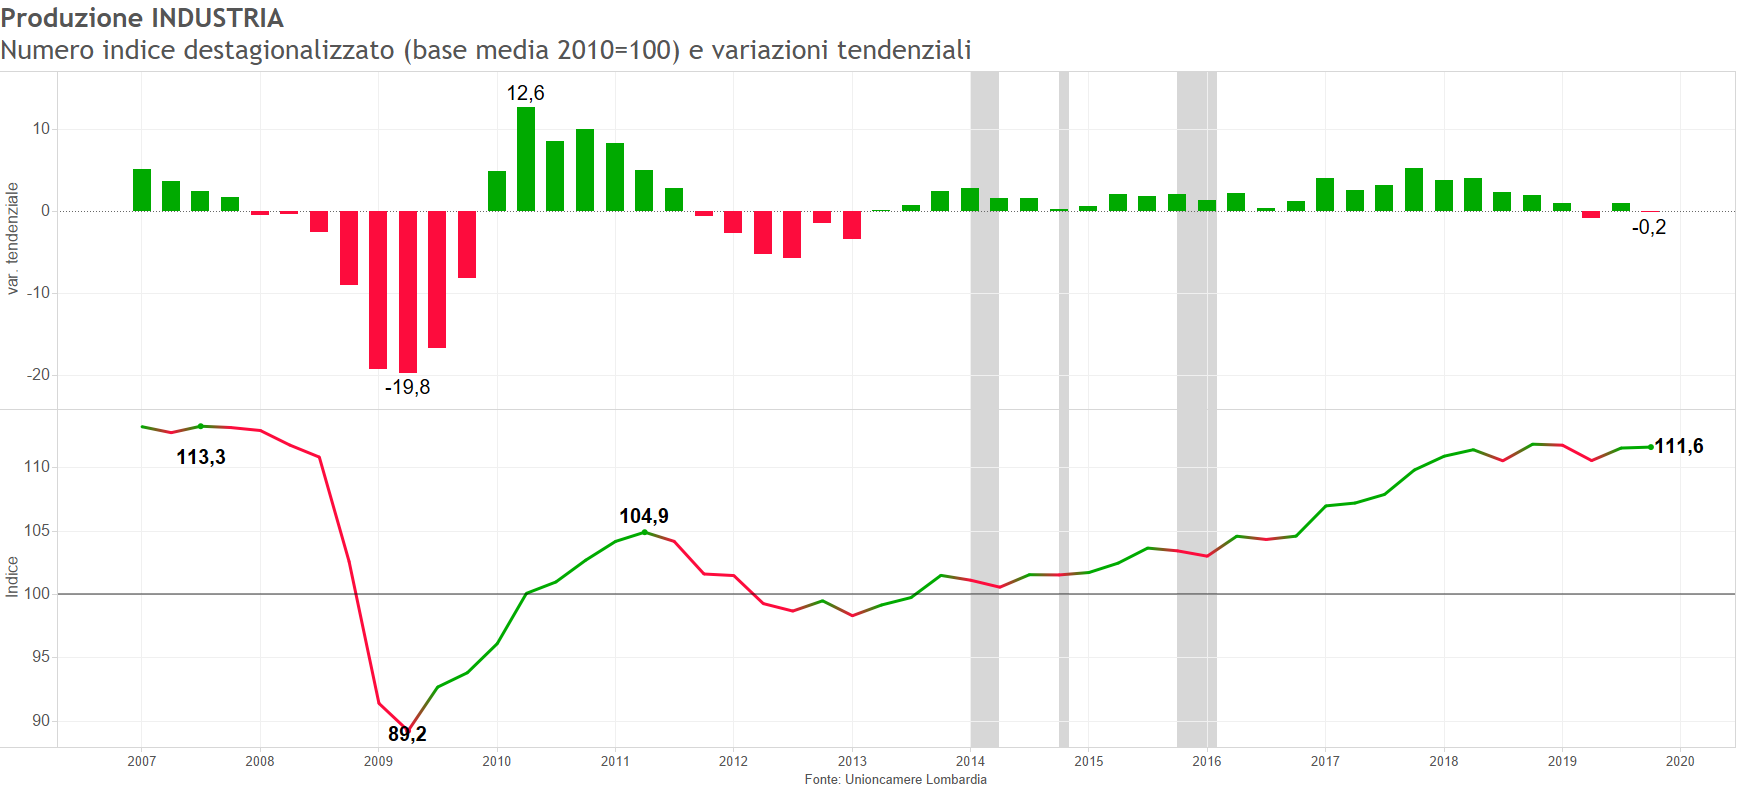 Produzione INDUSTRIA
Numero indice destagionalizzato (base media 2010=100) e variazioni tendenziali
var. tendenziale
10
0
-10
-20
12,6
-19,8
-0,2
Indice
110
105
100
95
90
113,3
89,2
104,9
111,6
2007 2008 2009 2010 2011 2012 2013 2014 2015 2016 2017 2018 2019 2020
Fonte: Unioncamere Lombardia